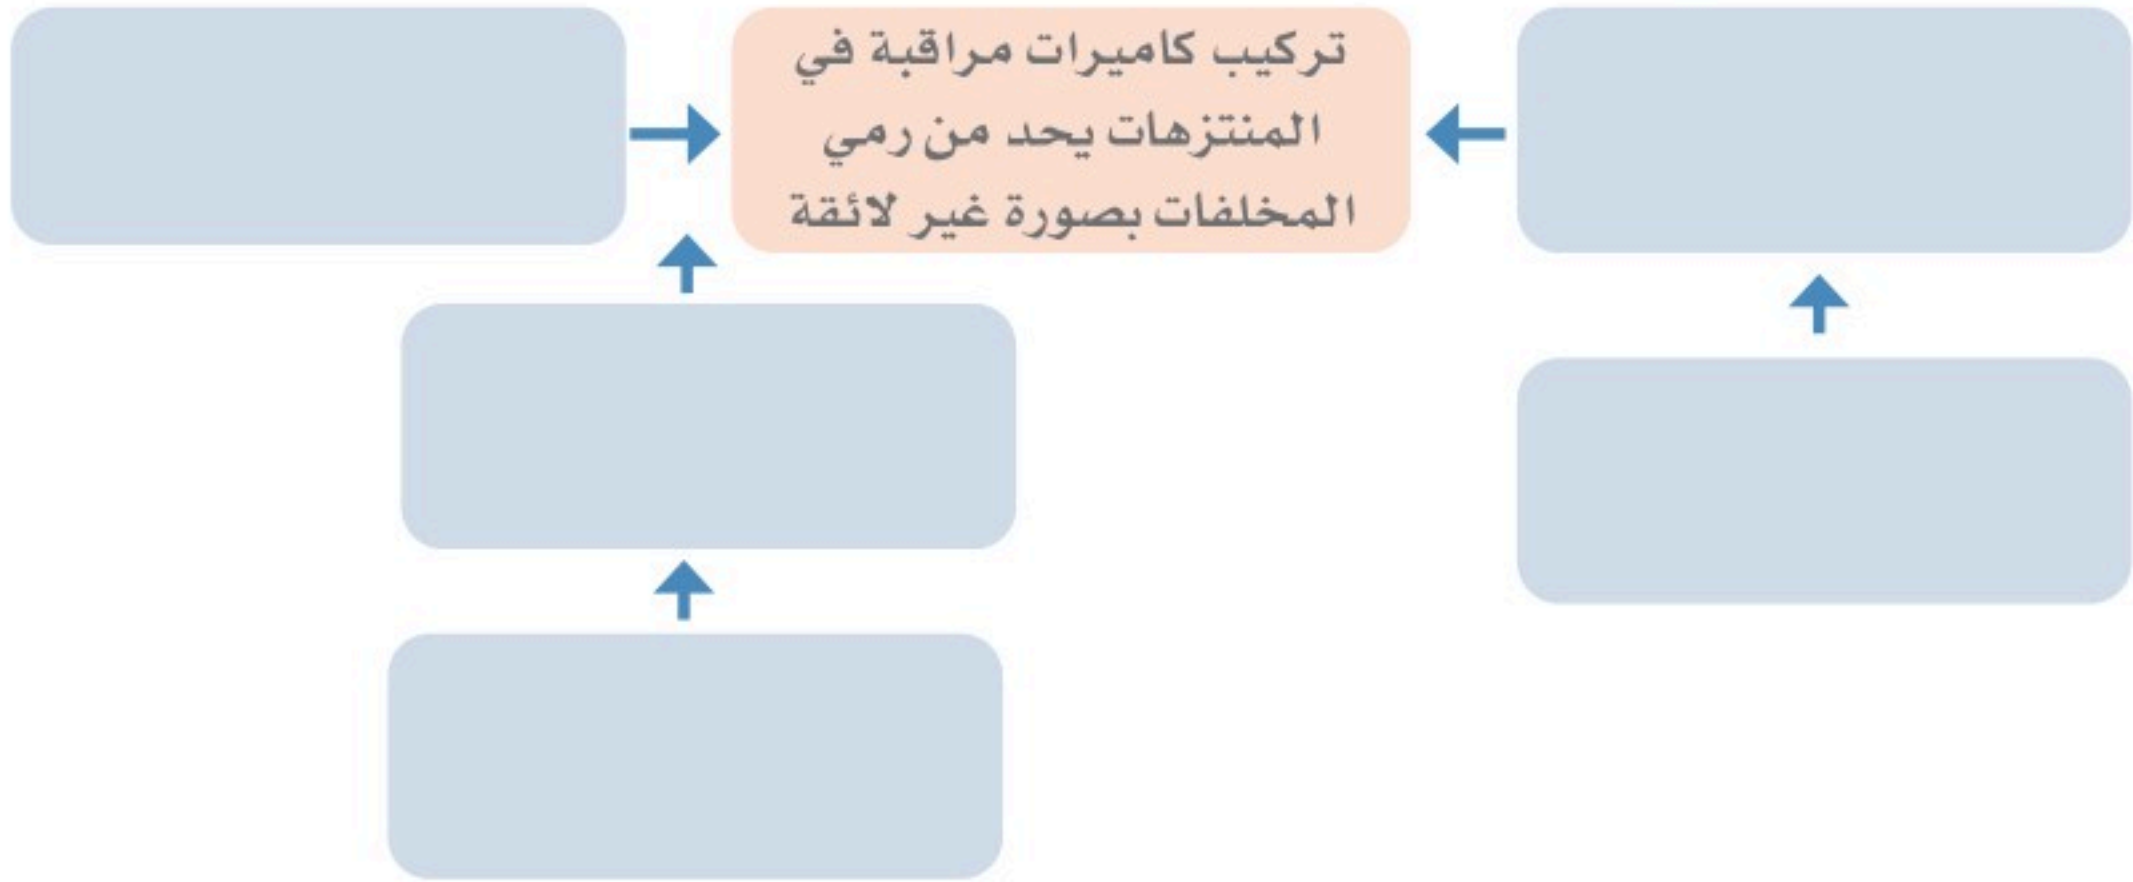 تركيب كاميرات مراقبة في
المنتزهات يحد من رمي
المخلفات بصورة غير لائقة